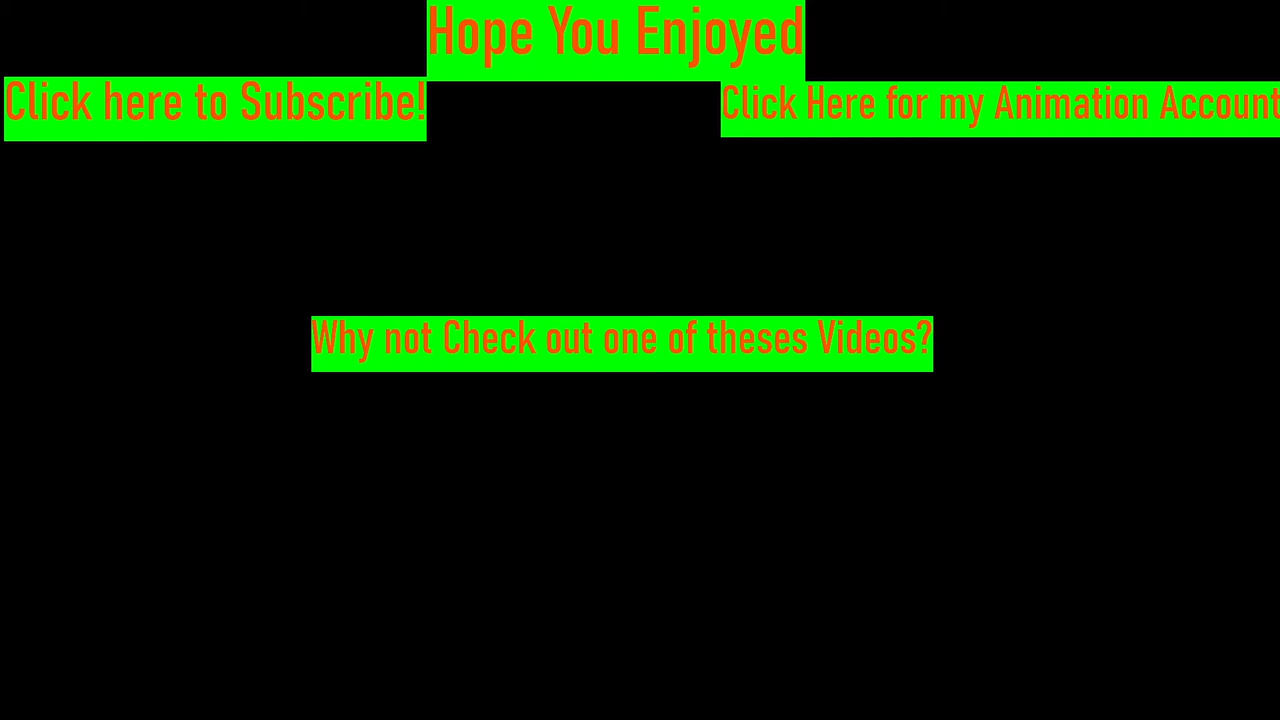 Hope You Enjoyed
Click here to Subscribe!
Click Here for my Animation Account
Why not Check out one of theses Videos?